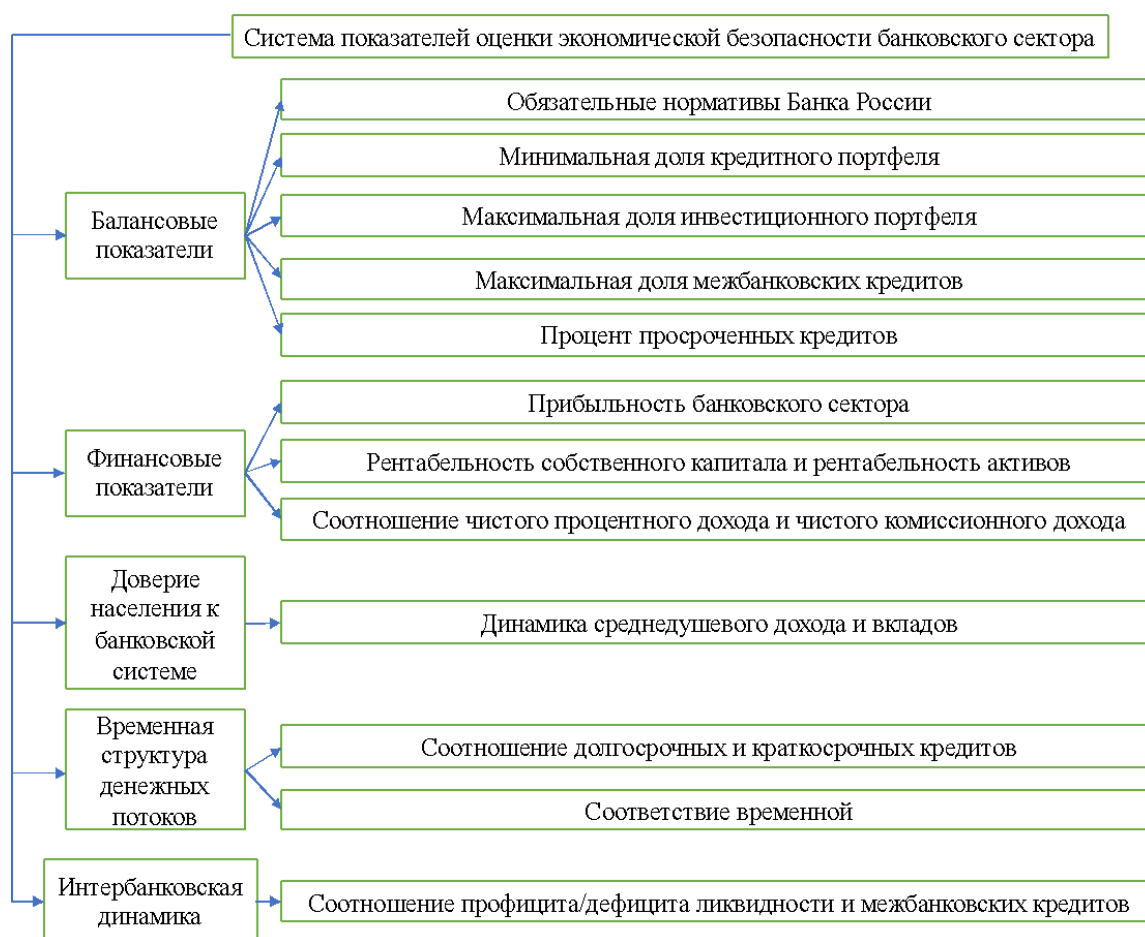 Система показателей оценки экономической безопасности банковского сектора
Балансовые
показатели
Обязательные нормативы Банка России
Минимальная доля кредитного портфеля
Максимальная доля инвестиционного портфеля
Максимальная доля межбанковских кредитов
Процент просроченных кредитов
Финансовые
показатели
Прибыльность банковского сектора
Рентабельность собственного капитала и рентабельность активов
Соотношение чистого процентного дохода и чистого комиссионного дохода
Доверие
населения к
банковской
системе
Динамика среднедушевого дохода и вкладов
Временная
структура
денежных
потоков
Соотношение долгосрочных и краткосрочных кредитов
Соответствие временной
Интербанковская
динамика
Соотношение профицита/дефицита ликвидности и межбанковских кредитов